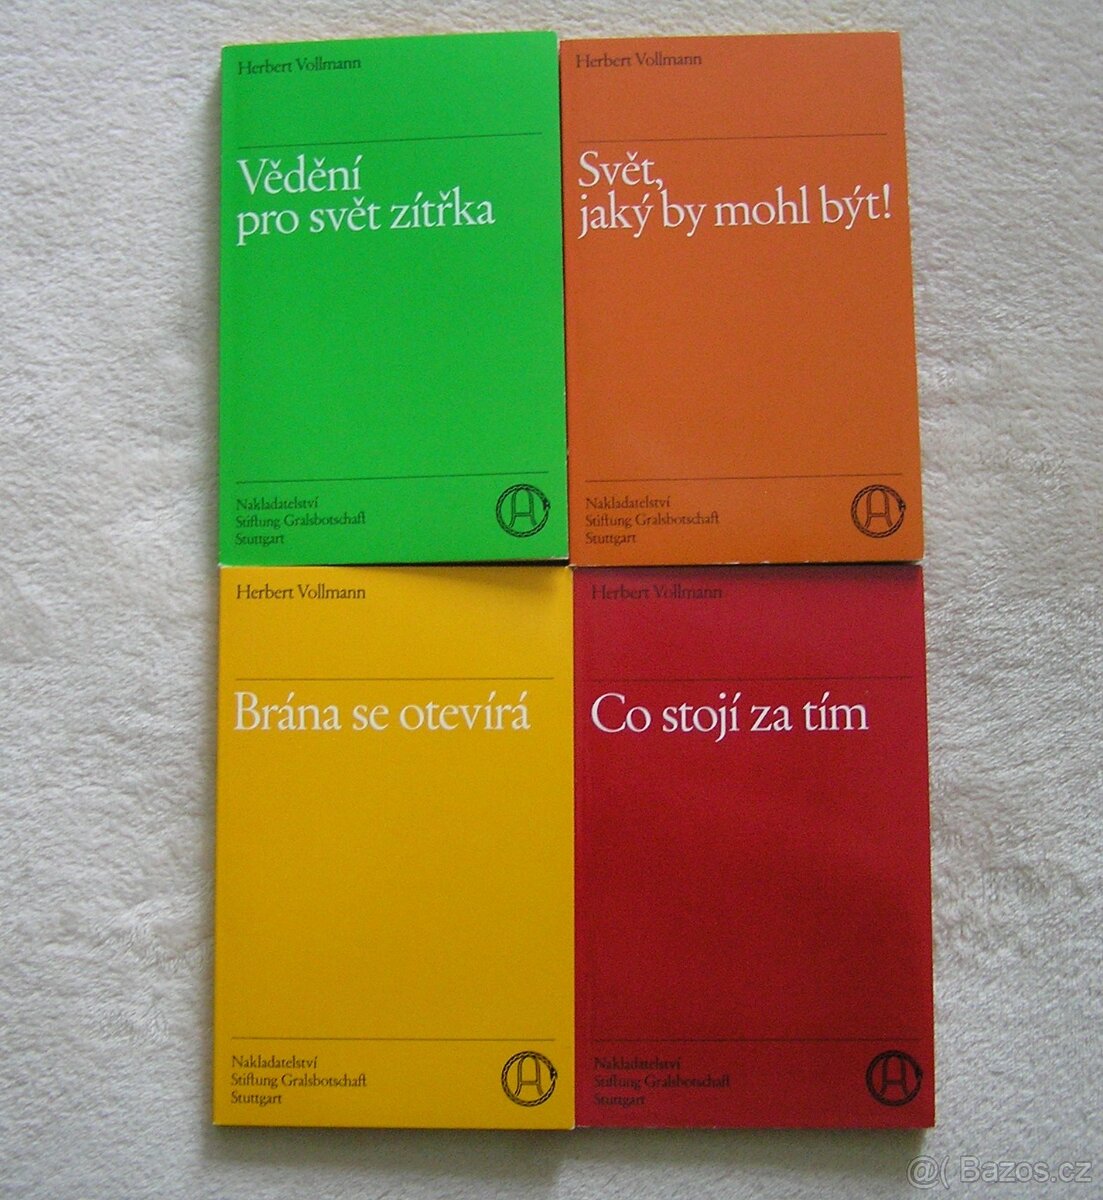 Herbert Vollmann
Vědění
pro svět zítřka
Nakladatelství
Stiftung Gralsbotschaft
Stuttgart
Herbert Vollmann
Svět,
jaký by mohl být!
Nakladatelství
Stiftung Gralsbotschaft
Stuttgart
Herbert Vollmann
Brána se otevírá
Nakladatelství
Stiftung Gralsbotschaft
Stuttgart
Herbert Vollmann
Co stojí za tím
Nakladatelství
Stiftung Gralsbotschaft
Stuttgart
@( Bazos.cz